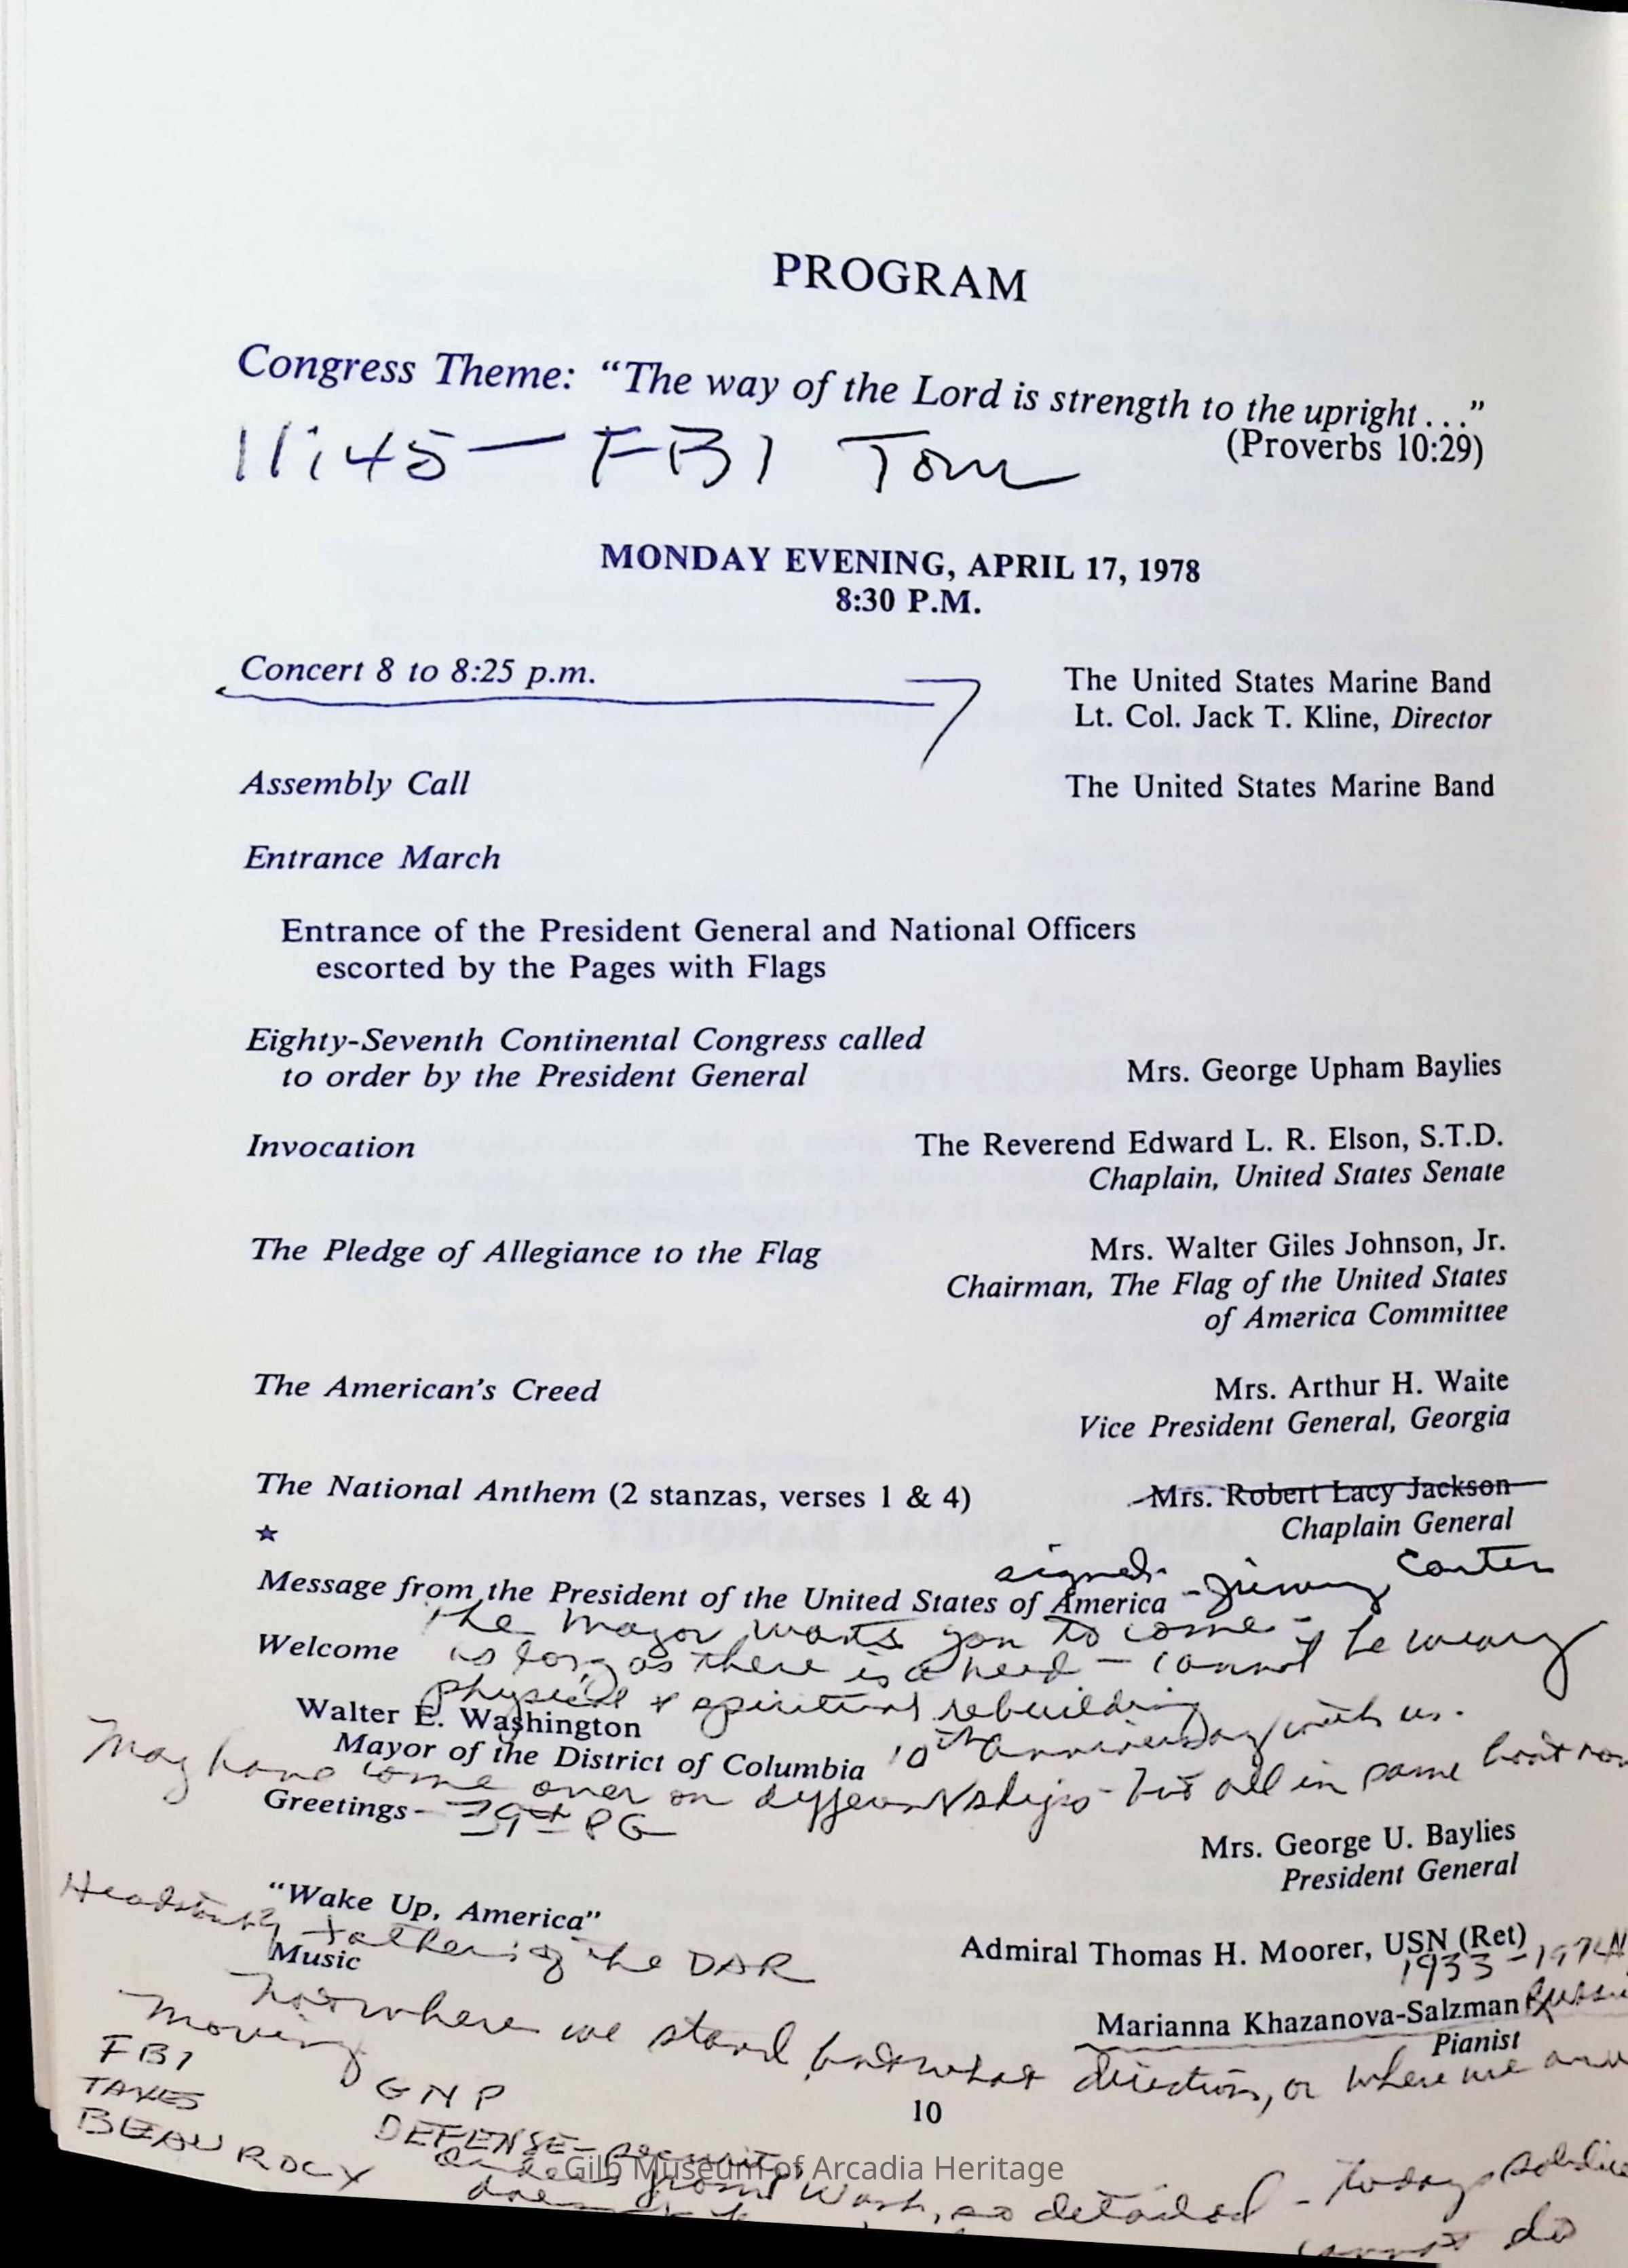 PROGRAM
Congress Theme: “The way of the Lord is strength to the upright . . .”
(Proverbs 10:29)
11:45 — FBI Tom
MONDAY EVENING, APRIL 17, 1978
8:30 P.M.
Concert 8 to 8:25 p.m. The United States Marine Band
Lt. Col. Jack T. Kline, Director
Assembly Call The United States Marine Band
Entrance March
Entrance of the President General and National Officers
escorted by the Pages with Flags
Eighty-Seventh Continental Congress called
to order by the President General Mrs. George Upham Baylies
Invocation The Reverend Edward L. R. Elson, S.T.D.
Chaplain, United States Senate
The Pledge of Allegiance to the Flag Mrs. Walter Giles Johnson, Jr.
Chairman, The Flag of the United States
of America Committee
The American’s Creed Mrs. Arthur H. Waite
Vice President General, Georgia
The National Anthem (2 stanzas, verses 1 & 4) Mrs. Robert Lacy Jackson
★ Chaplain General
signed - Jimmy Carter
Message from the President of the United States of America
The Mayor wants you to come
Welcome as long as there is a need - cannot be weary
physical & spiritual rebuilding
Walter E. Washington
10th anniversary with us.
Mayor of the District of Columbia
May have come over on different ships - but all in same boat now
Greetings - 39th PG
Mrs. George U. Baylies
President General
“Wake Up, America”
Father of the DAR
Admiral Thomas H. Moorer, USN (Ret)
1933 - 1974
Music
Marianna Khazanova-Salzman
Pianist
Not where we stand, but what direction, or where we are
moving
FBI
TAXES
GNP
10
DEFENSE - security
from Wash, so detailed - today
cannot do
Gilb Museum of Arcadia Heritage